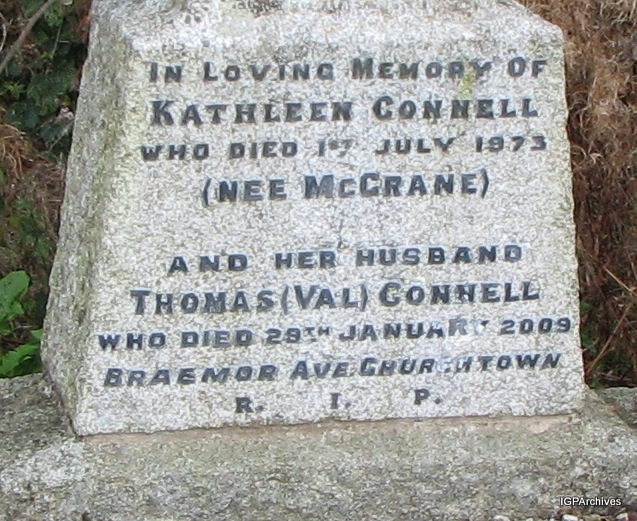 IN LOVING MEMORY OF
KATHLEEN CONNELL
WHO DIED 1ST JULY 1973
(NEE MCGRANE)
AND HER HUSBAND
THOMAS (VAL) CONNELL
WHO DIED 29TH JANUARY 2009
BRAEMOR AVE. CHURCHTOWN
R. I. P.
IGPArchives